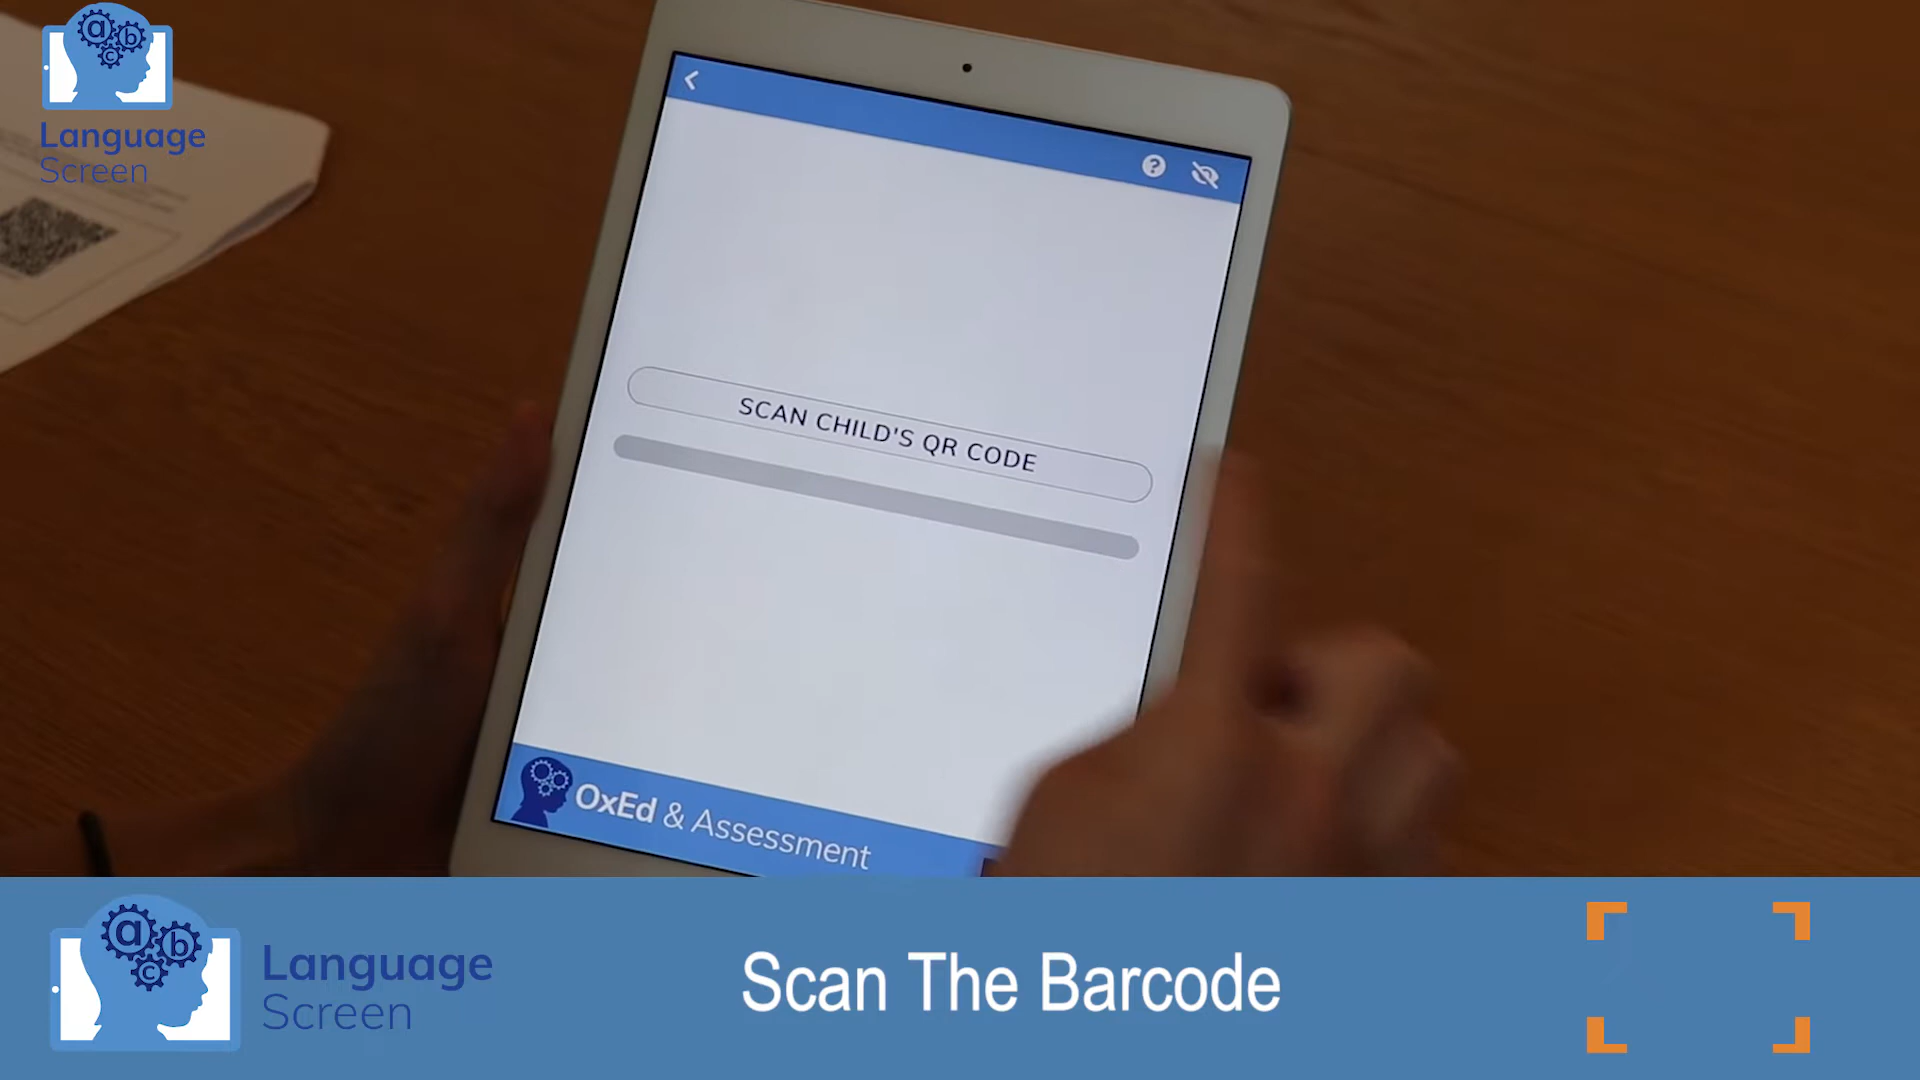 a b
c
Language
Screen
?
SCAN CHILD'S QR CODE
OxEd & Assessment
a b
c
Language
Screen
Scan The Barcode